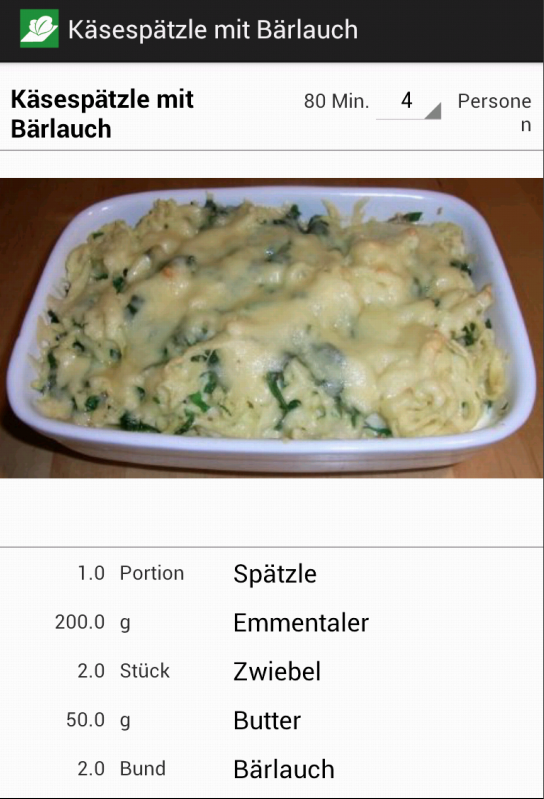 Käsespätzle mit Bärlauch
Käsespätzle mit 80 Min. 4 Persone
Bärlauch n
1.0 Portion Spätzle
200.0 g Emmentaler
2.0 Stück Zwiebel
50.0 g Butter
2.0 Bund Bärlauch